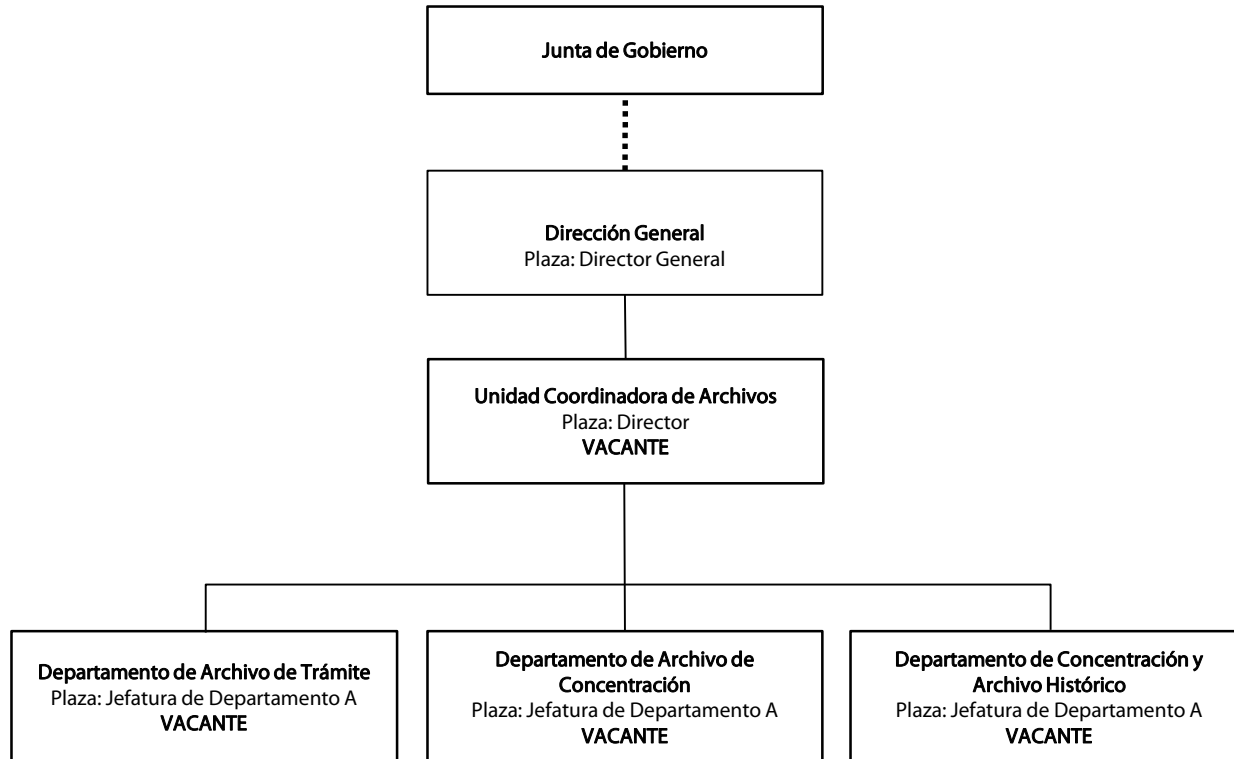 Junta de Gobierno
Dirección General
Plaza: Director General
Unidad Coordinadora de Archivos
Plaza: Director
VACANTE
Departamento de Archivo de Trámite
Plaza: Jefatura de Departamento A
VACANTE
Departamento de Archivo de
Concentración
Plaza: Jefatura de Departamento A
VACANTE
Departamento de Concentración y
Archivo Histórico
Plaza: Jefatura de Departamento A
VACANTE